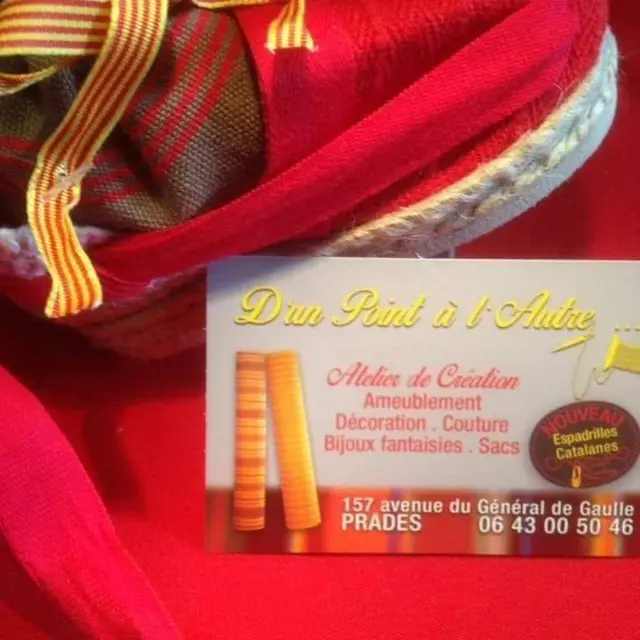 D'un Point à l'Autre...
Atelier de Création
Ameublement
Décoration . Couture
Bijoux fantaisies . Sacs
NOUVEAU
Espadrilles
Catalanes
157 avenue du Général de Gaulle
PRADES 06 43 00 50 46